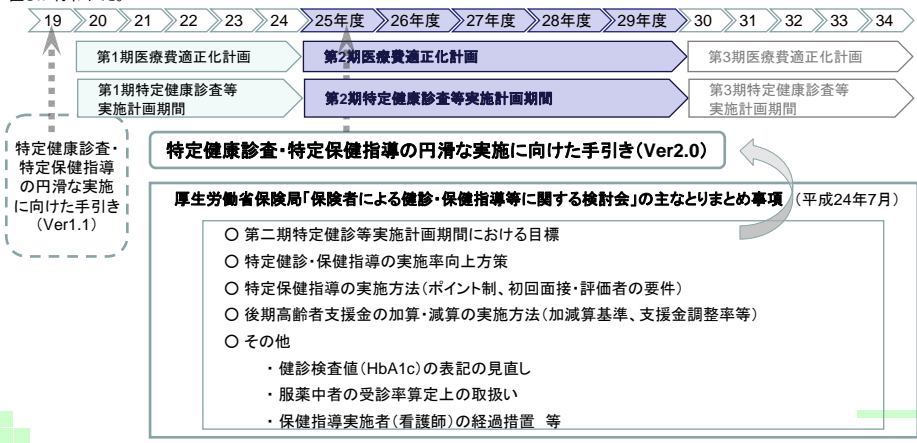 19 20 21 22 23 24 25年度 26年度 27年度 28年度 29年度 30 31 32 33 34
第1期医療費適正化計画
第2期医療費適正化計画
第3期医療費適正化計画
第1期特定健康診査等
実施計画期間
第2期特定健康診査等実施計画期間
第3期特定健康診査等
実施計画期間
特定健康診査・
特定保健指導
の円滑な実施
に向けた手引き
(Ver1.1)
特定健康診査・特定保健指導の円滑な実施に向けた手引き(Ver2.0)
厚生労働省保険局「保険者による健診・保健指導等に関する検討会」の主なとりまとめ事項 (平成24年7月)
○ 第二期特定健診等実施計画期間における目標
○ 特定健診・保健指導の実施率向上方策
○ 特定保健指導の実施方法(ポイント制、初回面接・評価者の要件)
○ 後期高齢者支援金の加算・減算の実施方法(加減算基準、支援金調整率等)
○ その他
・ 健診検査値(HbA1c)の表記の見直し
・ 服薬中者の受診率算定上の取扱い
・ 保健指導実施者(看護師)の経過措置 等